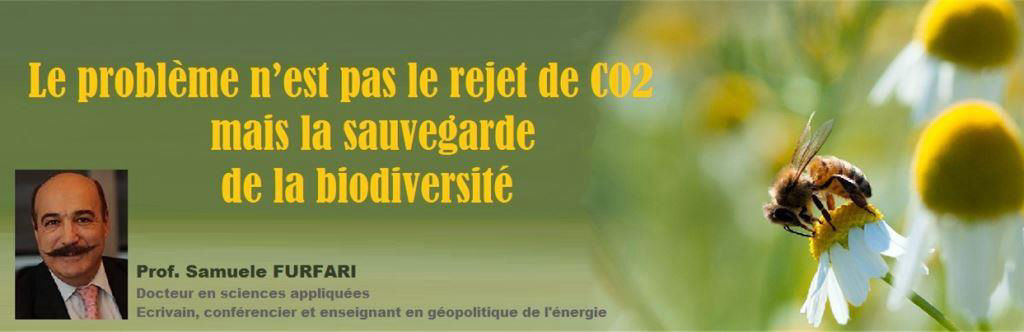 Le problème n'est pas le rejet de CO2
mais la sauvegarde
de la biodiversité
Prof. Samuele FURFARI
Docteur en sciences appliquées
Ecrivain, conférencier et enseignant en géopolitique de l'énergie